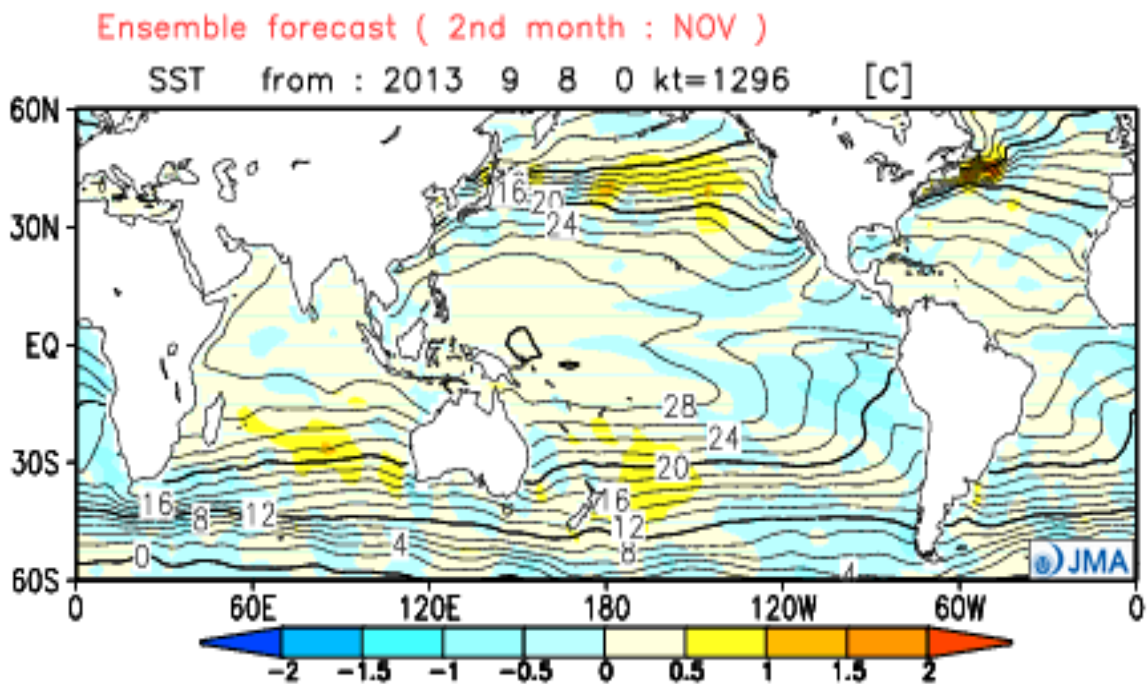 Ensemble forecast ( 2nd month : NOV )
SST from : 2013 9 8 0 kt=1296 [C]
60N
16 20
30N 24
EQ
28
24
30S 20
16 8 12 16
12
0 4 8 4
60S JMA
0 60E 120E 180 120W 60W 0
-2 -1.5 -1 -0.5 0 0.5 1 1.5 2